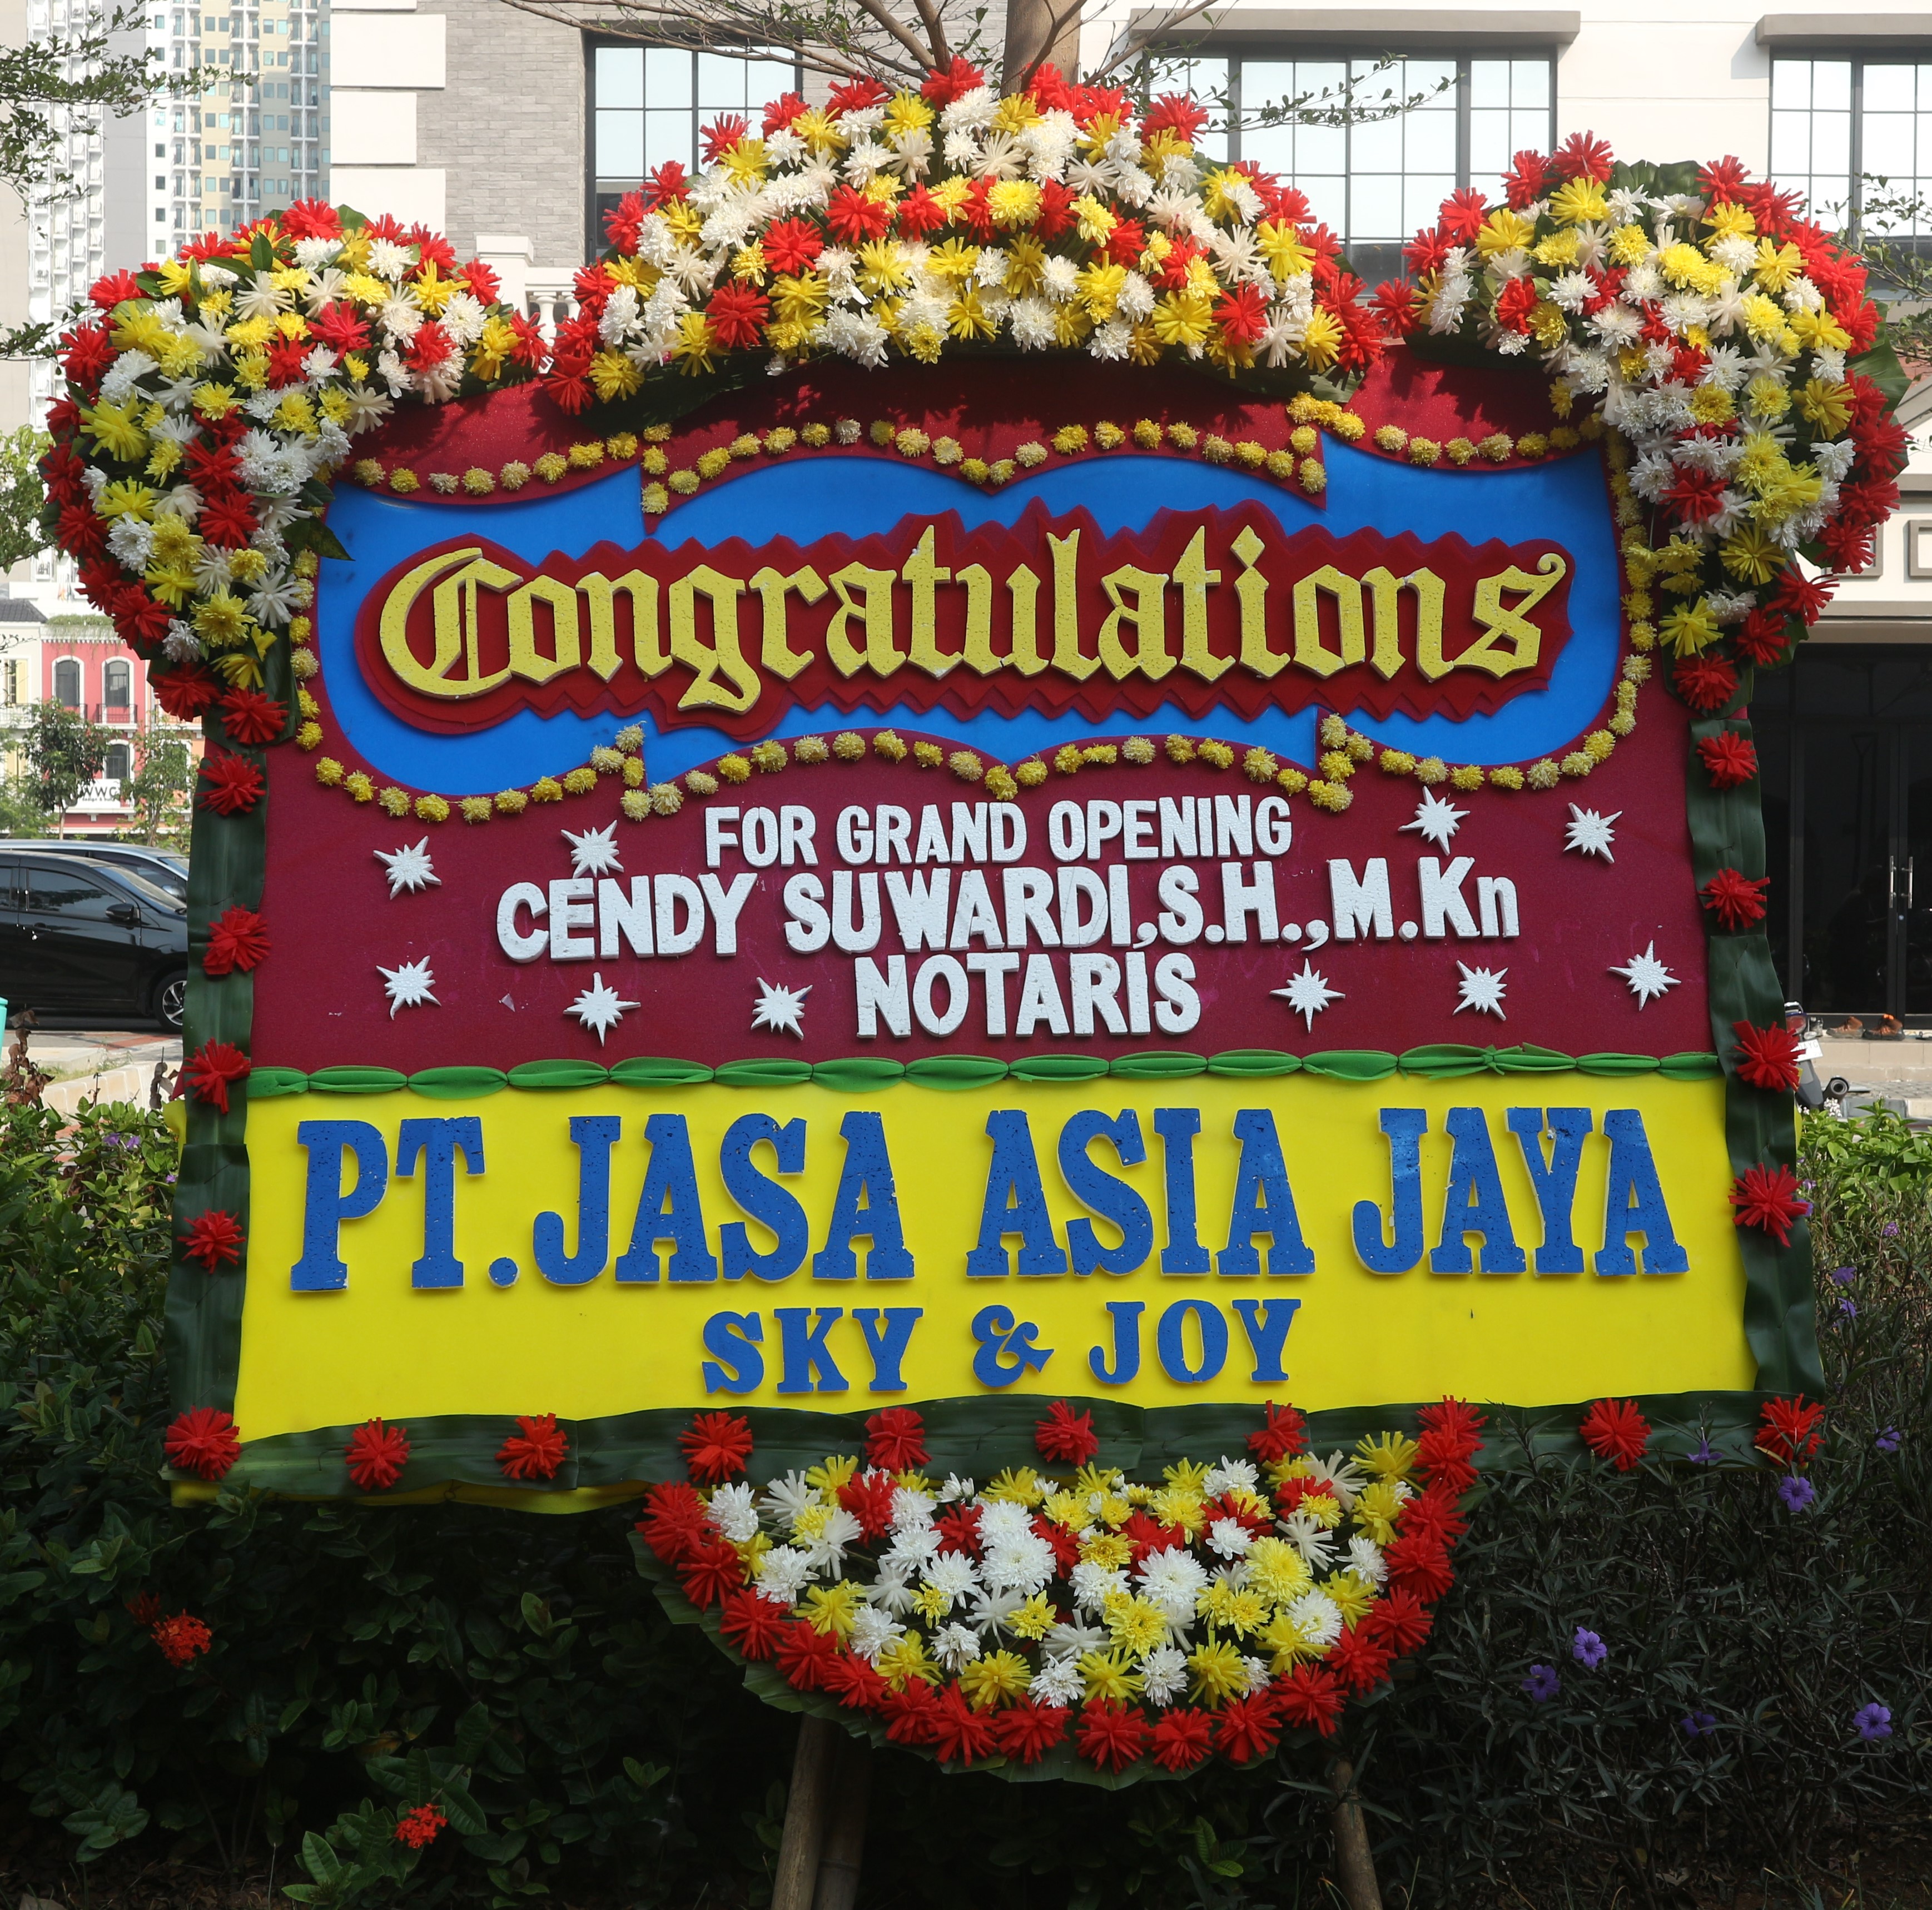 Congratulations
FOR GRAND OPENING
CENDY SUWARDI,S.H.,M.Kn
NOTARIS
PT.JASA ASIA JAYA
SKY & JOY